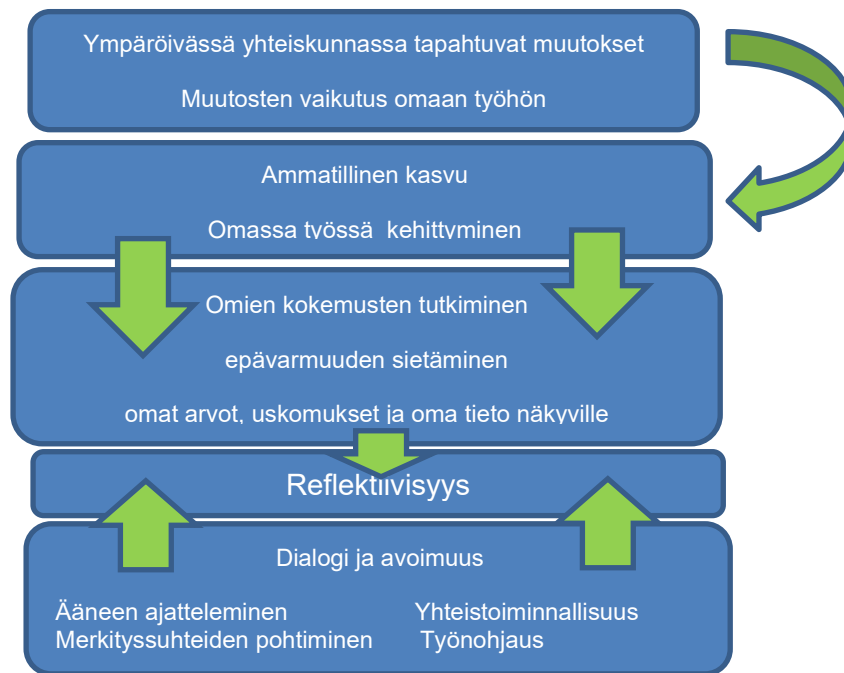 Ympäröivässä yhteiskunnassa tapahtuvat muutokset
Muutosten vaikutus omaan työhön
Ammatillinen kasvu
Omassa työssä kehittyminen
Omien kokemusten tutkiminen
epävarmuuden sietäminen
omat arvot, uskomukset ja oma tieto näkyville
Reflektiivisyys
Dialogi ja avoimuus
Ääneen ajatteleminen Yhteistoiminnallisuus
Merkityssuhteiden pohtiminen Työnohjaus